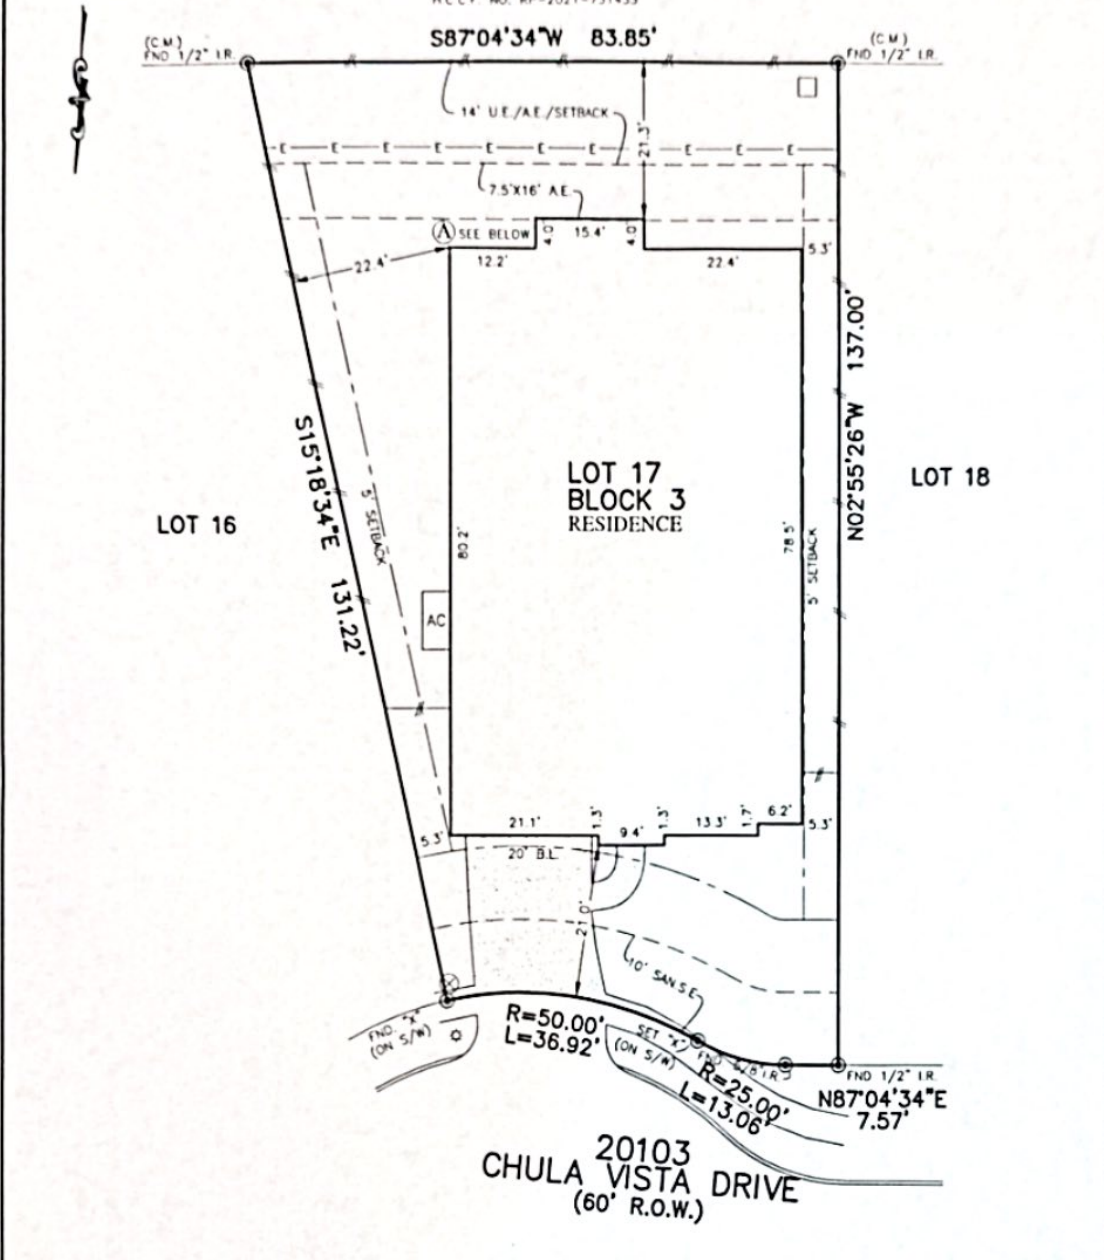 S87°04'34"W 83.85'
(C.M.)
FND 1/2" I.R.
(C.M.)
FND 1/2" I.R.
14' U.E./A.E./SETBACK
21.3'
E E E E E E E E E E
7.5'X16' A.E.
A SEE BELOW
4.0'
15.4'
4.0'
5.3'
22.4'
12.2'
22.4'
N02°55'26"W 137.00'
S15°18'34"E 131.22'
LOT 17
BLOCK 3
RESIDENCE
LOT 18
LOT 16
5' SETBACK
80.2'
78.5'
5' SETBACK
AC
21.1'
1.3'
9.4'
1.3'
13.3'
1.7'
6.2'
5.3'
5.3'
20' B.L.
21.0'
10' SAN.S.E.
R=50.00'
L=36.92'
FND. "X"
(ON S/W)
SET "X"
(ON S/W)
FND 5/8" I.R.
R=25.00'
L=13.06'
FND 1/2" I.R.
N87°04'34"E
7.57'
20103
CHULA VISTA DRIVE
(60' R.O.W.)